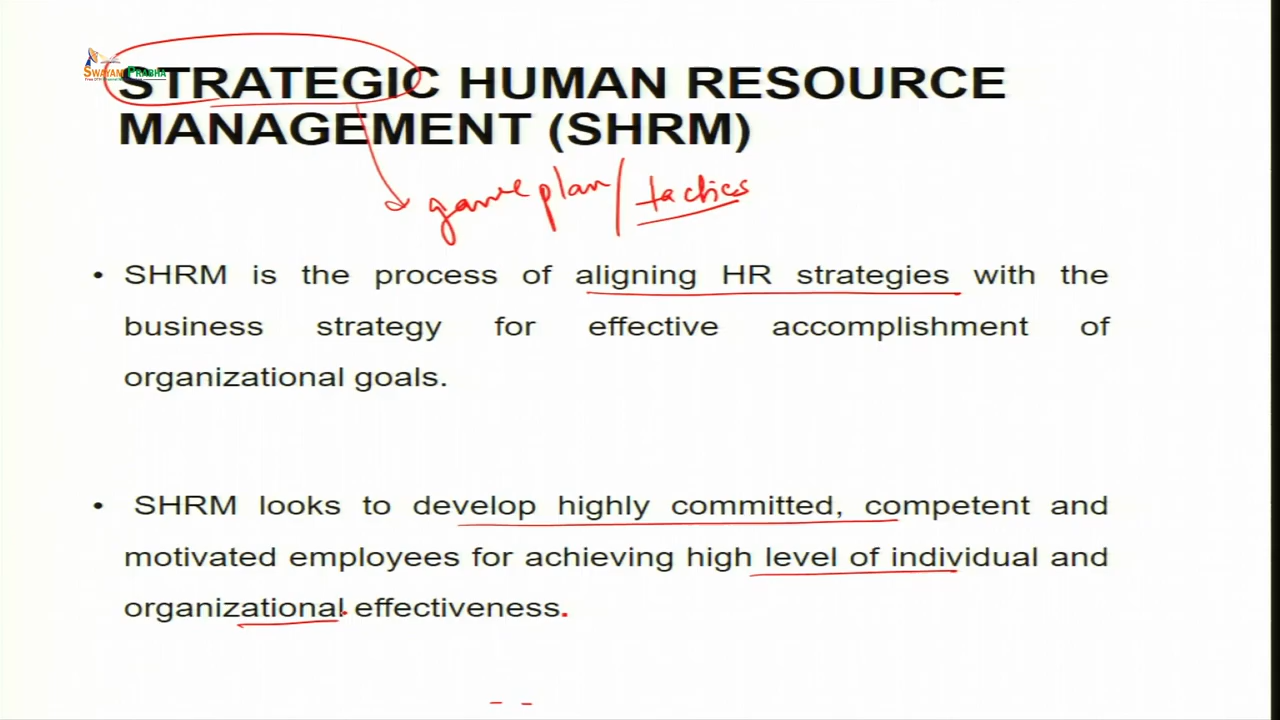 SWAYAM PRABHA
STRATEGIC HUMAN RESOURCE
MANAGEMENT (SHRM)
game plan / tactics
• SHRM is the process of aligning HR strategies with the
business strategy for effective accomplishment of
organizational goals.
• SHRM looks to develop highly committed, competent and
motivated employees for achieving high level of individual and
organizational effectiveness.